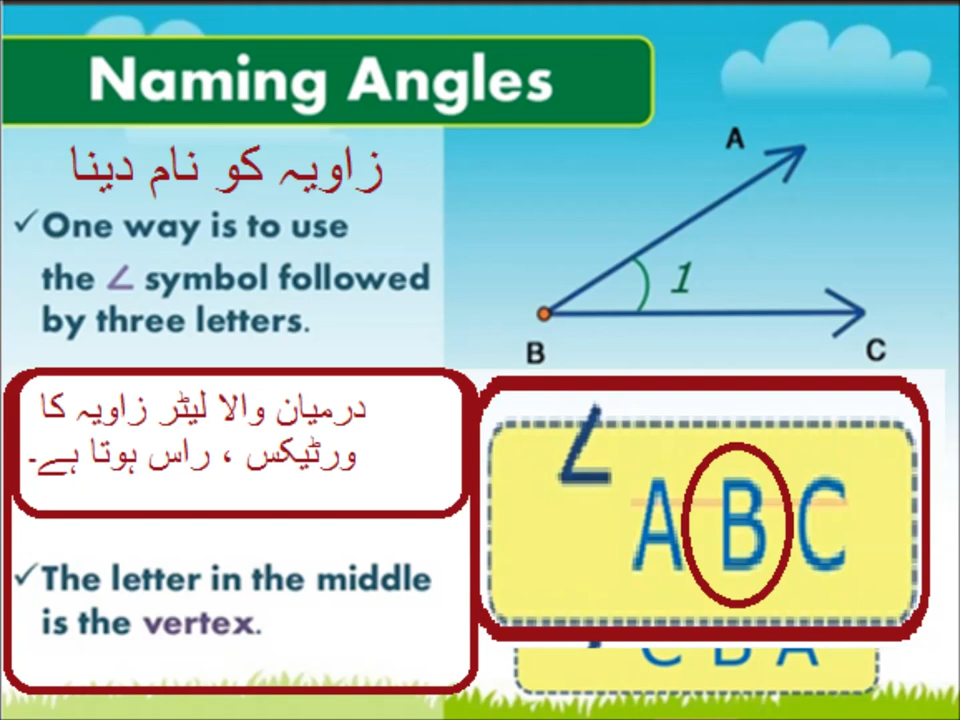 Naming Angles
زاویہ کو نام دینا
✓ One way is to use
the ∠ symbol followed
by three letters.
A
1
B
C
درمیان والا لیٹر زاویہ کا
ورٹیکس ، راس ہوتا ہے۔
∠ A B C
✓ The letter in the middle
is the vertex.
C B A